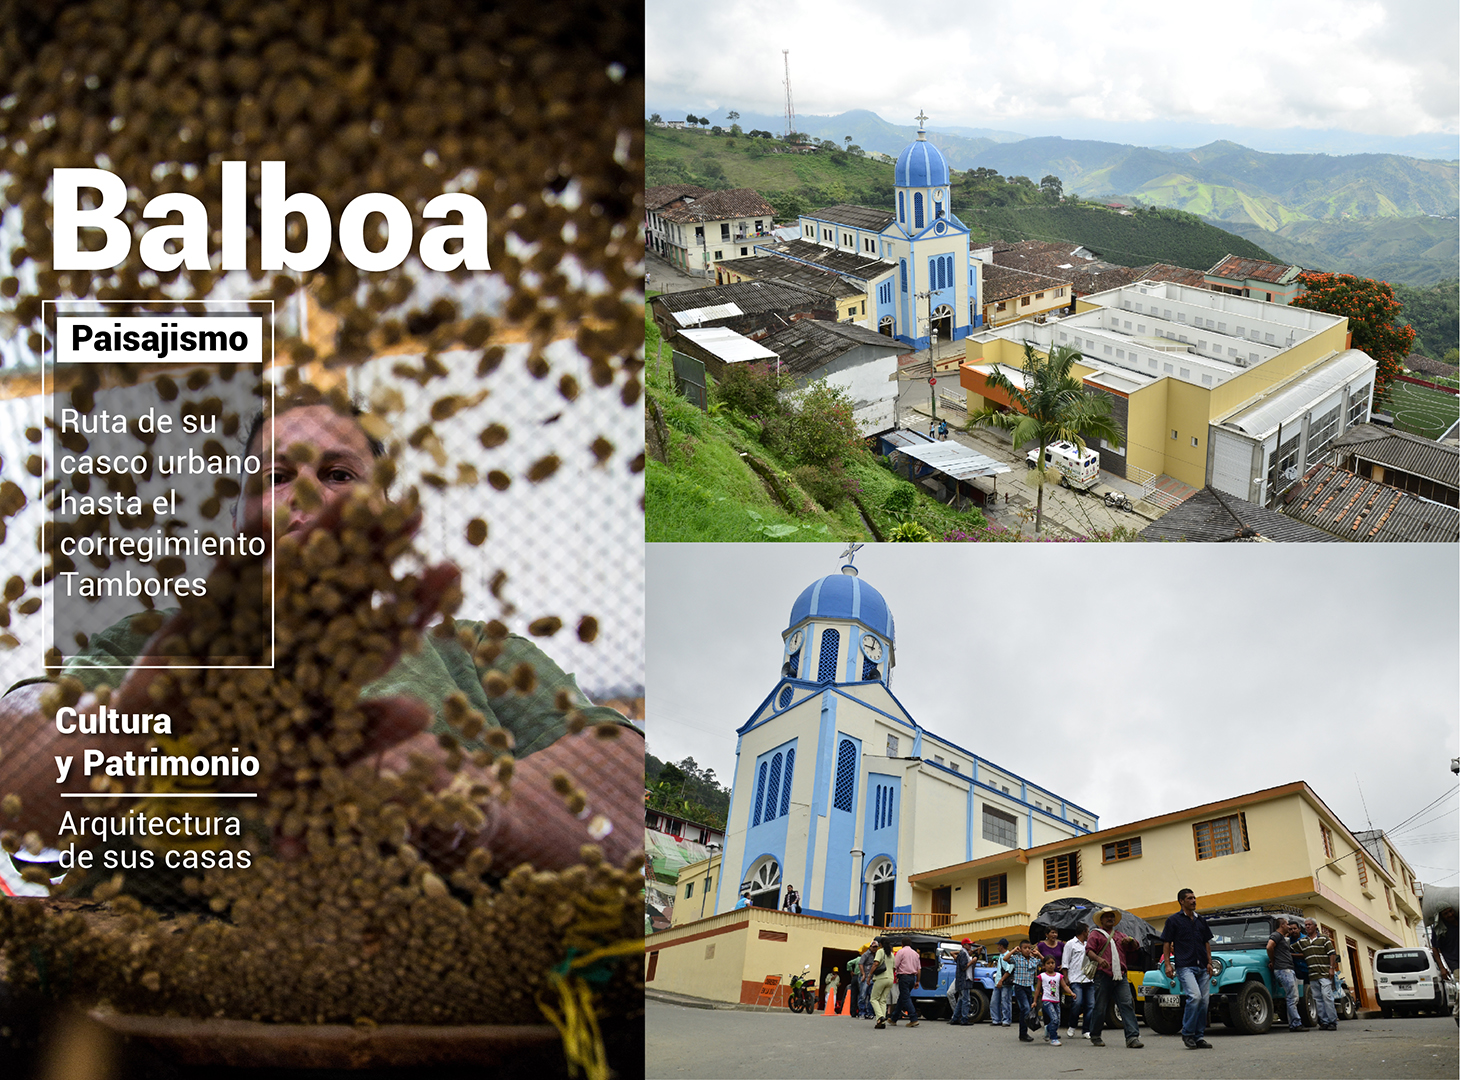 Balboa
Paisajismo
Ruta de su
casco urbano
hasta el
corregimiento
Tambores
Cultura
y Patrimonio
Arquitectura
de sus casas